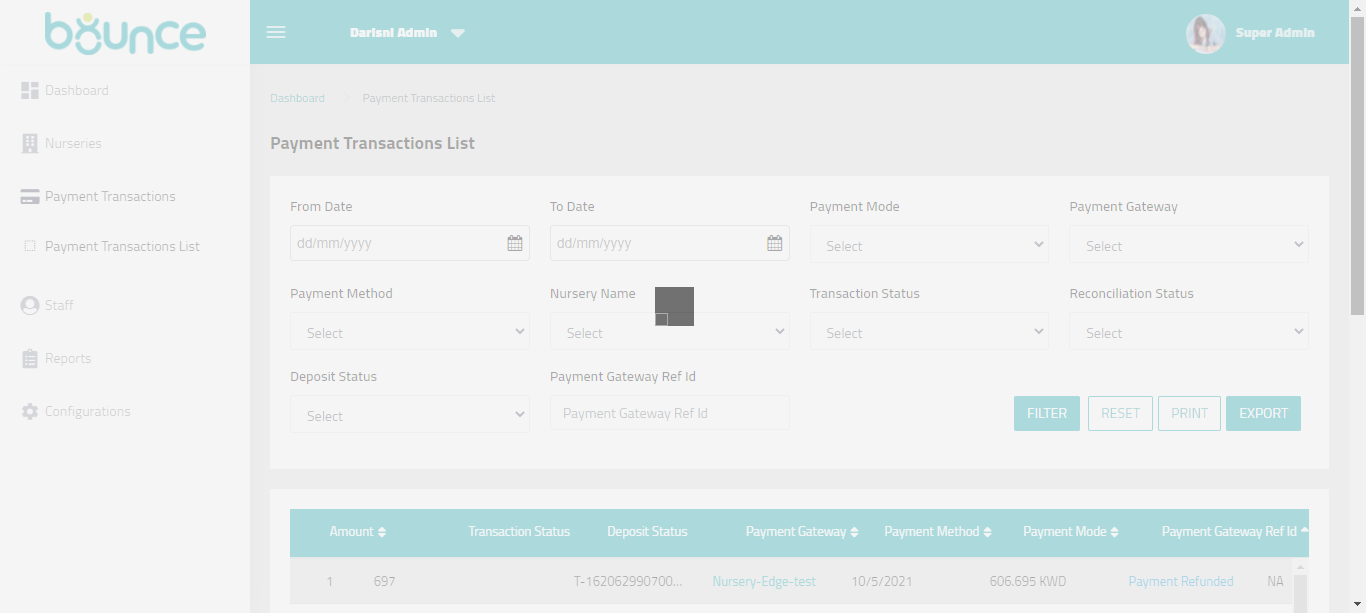 bounce
Darisni Admin
Super Admin
Dashboard
Nurseries
Payment Transactions
Payment Transactions List
Staff
Reports
Configurations
Dashboard > Payment Transactions List
Payment Transactions List
From Date To Date Payment Mode Payment Gateway
dd/mm/yyyy dd/mm/yyyy Select Select
Payment Method Nursery Name Transaction Status Reconciliation Status
Select Select Select Select
Deposit Status Payment Gateway Ref Id
Select Payment Gateway Ref Id FILTER RESET PRINT EXPORT
Amount Transaction Status Deposit Status Payment Gateway Payment Method Payment Mode Payment Gateway Ref Id
1 697 T-162062990700... Nursery-Edge-test 10/5/2021 606.695 KWD Payment Refunded NA